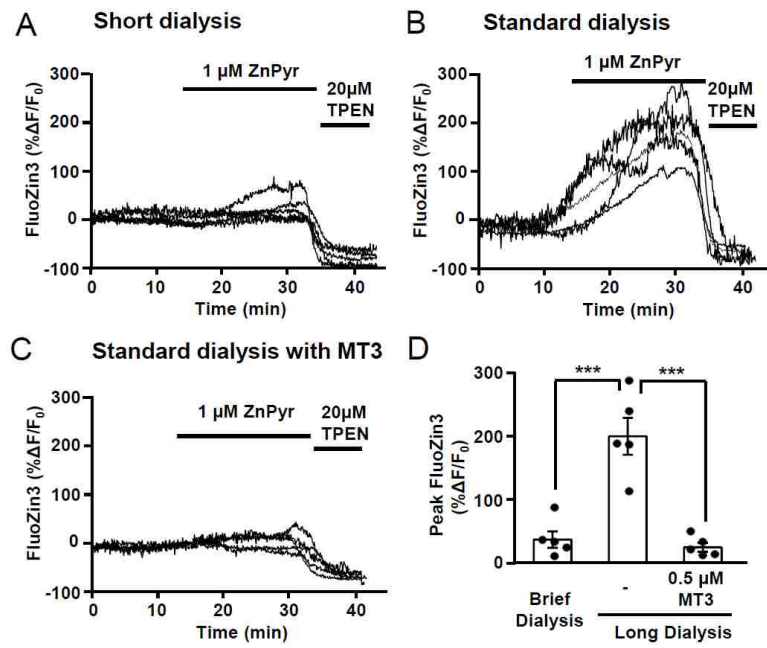 A
Short dialysis
1 µM ZnPyr
20µM
TPEN
FluoZin3 (%ΔF/F0)
300
200
100
0
-100
0 10 20 30 40
Time (min)
B
Standard dialysis
1 µM ZnPyr
20µM
TPEN
FluoZin3 (%ΔF/F0)
300
200
100
0
-100
0 10 20 30 40
Time (min)
C
Standard dialysis with MT3
1 µM ZnPyr
20µM
TPEN
FluoZin3 (%ΔF/F0)
300
200
100
0
-100
0 10 20 30 40
Time (min)
D
*** ***
Peak FluoZin3
(%ΔF/F0)
300
200
100
0
Brief
Dialysis
-
0.5 µM
MT3
Long Dialysis